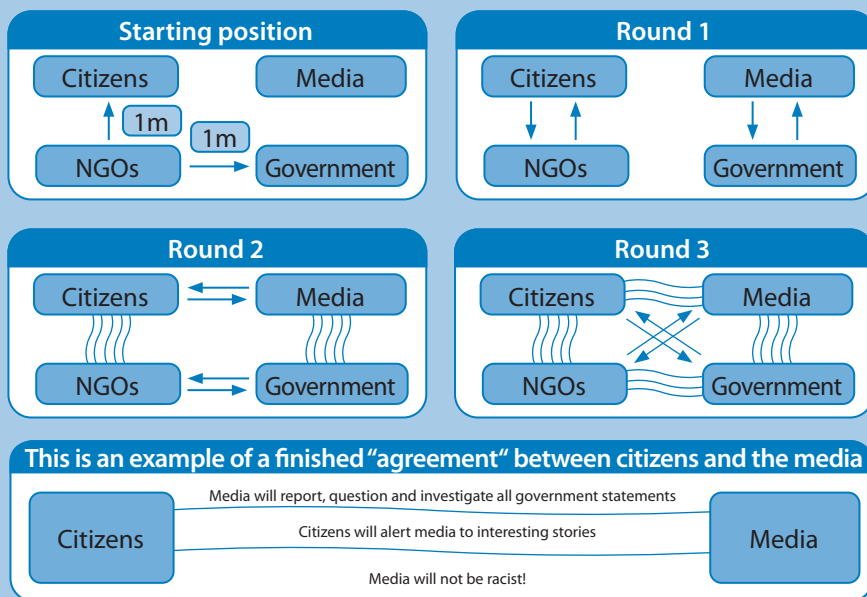 Starting position
Citizens
Media
1m
1m
NGOs
Government
Round 1
Citizens
Media
NGOs
Government
Round 2
Citizens
Media
NGOs
Government
Round 3
Citizens
Media
NGOs
Government
This is an example of a finished “agreement“ between citizens and the media
Media will report, question and investigate all government statements
Citizens
Citizens will alert media to interesting stories
Media
Media will not be racist!